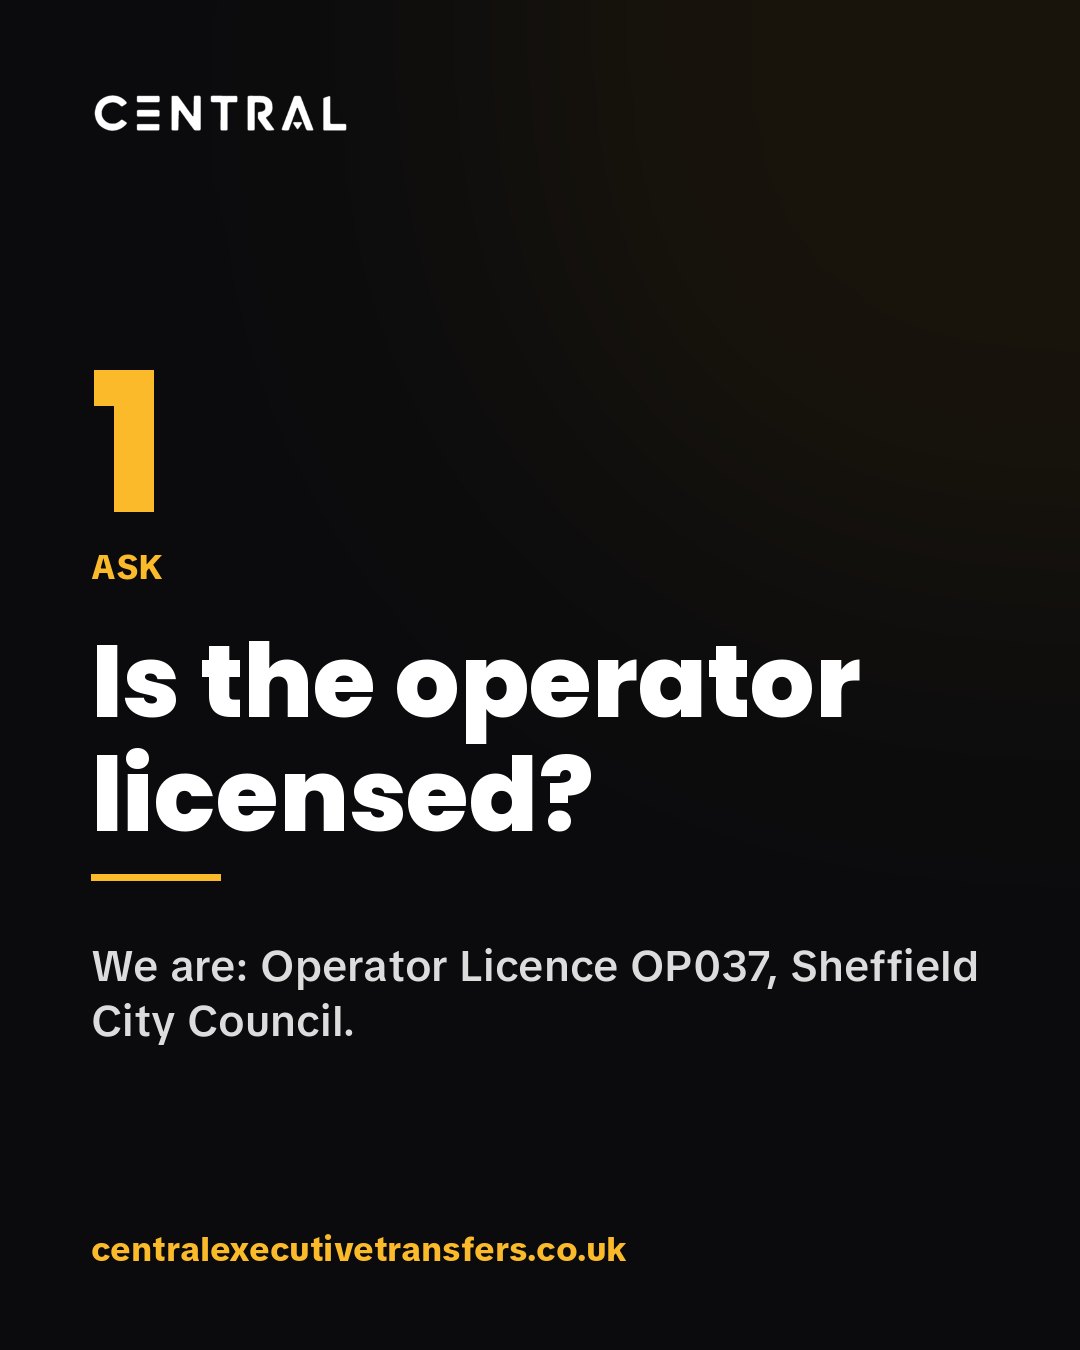 CENTRAL
1
ASK
Is the operator
licensed?
We are: Operator Licence OP037, Sheffield
City Council.
centralexecutivetransfers.co.uk